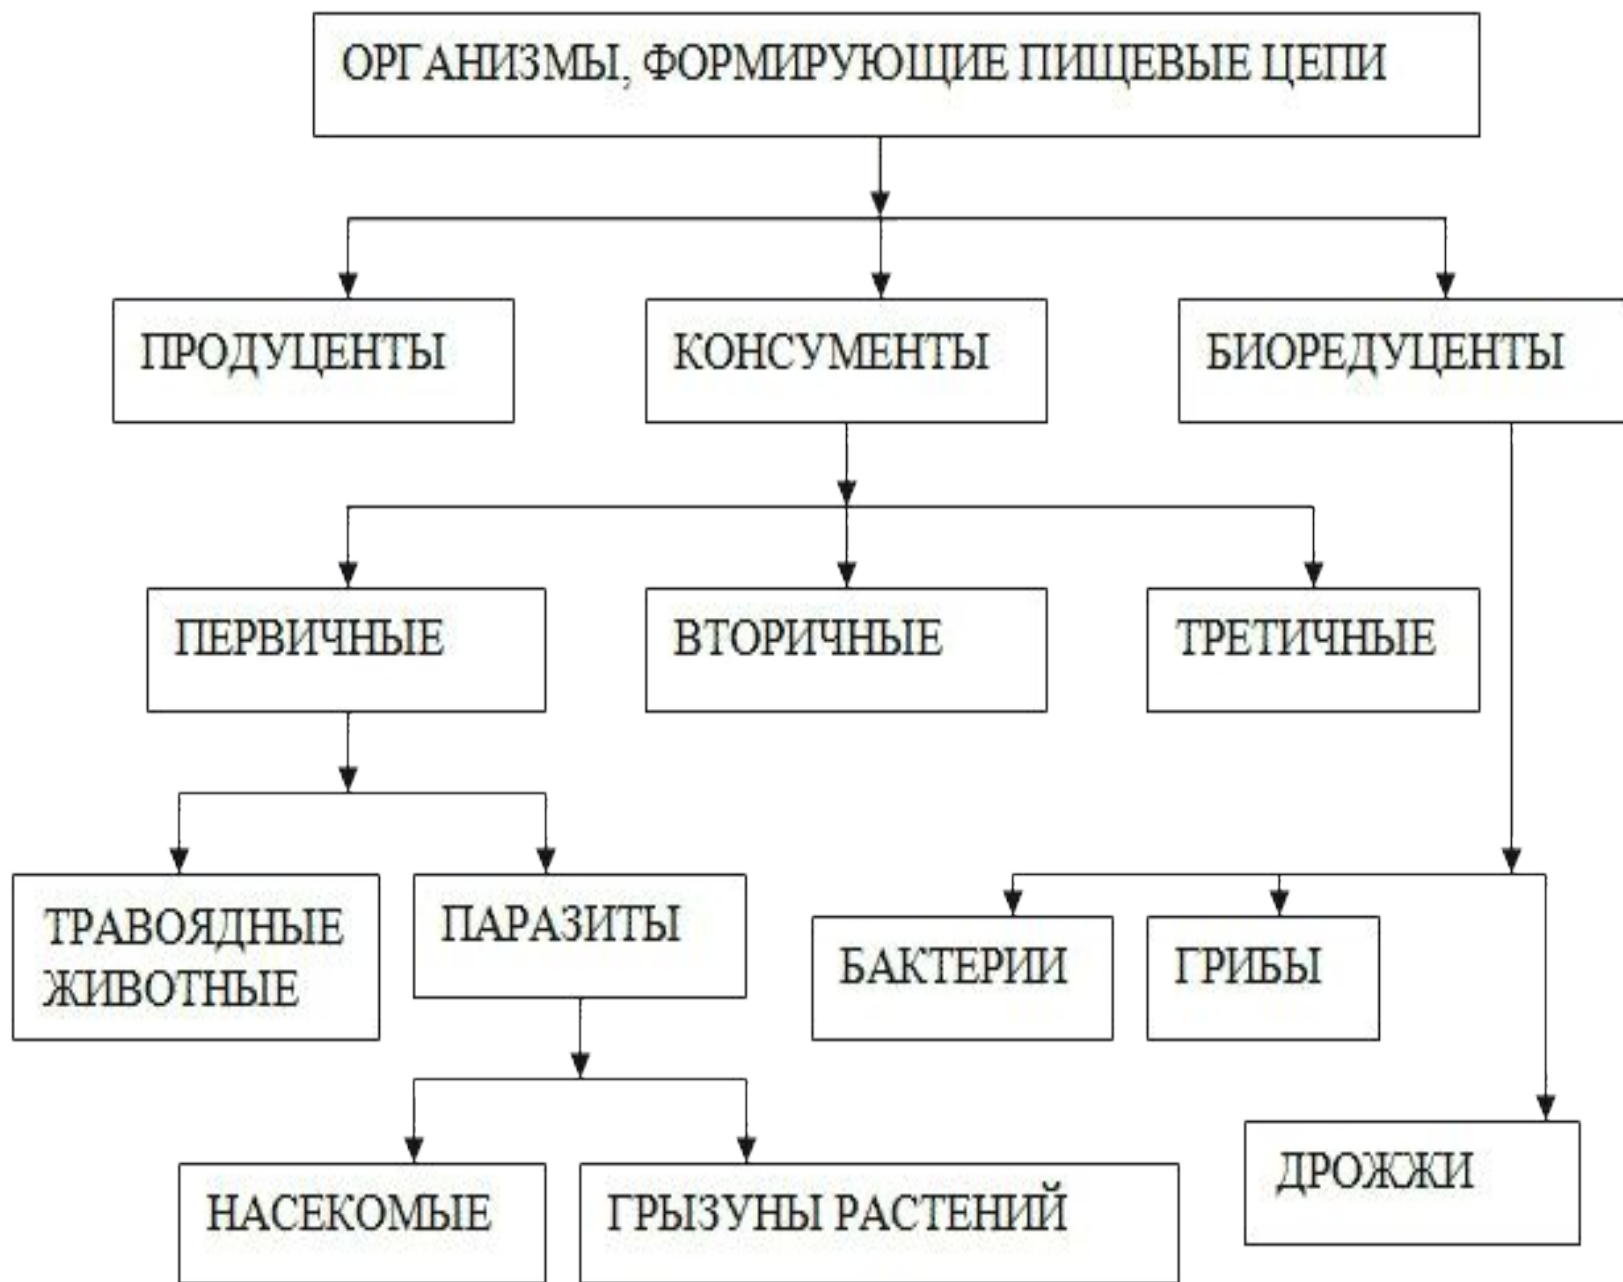 ОРГАНИЗМЫ, ФОРМИРУЮЩИЕ ПИЩЕВЫЕ ЦЕПИ
ПРОДУЦЕНТЫ
КОНСУМЕНТЫ
БИОРЕДУЦЕНТЫ
ПЕРВИЧНЫЕ
ВТОРИЧНЫЕ
ТРЕТИЧНЫЕ
ТРАВОЯДНЫЕ
ЖИВОТНЫЕ
ПАРАЗИТЫ
БАКТЕРИИ
ГРИБЫ
НАСЕКОМЫЕ
ГРЫЗУНЫ РАСТЕНИЙ
ДРОЖЖИ